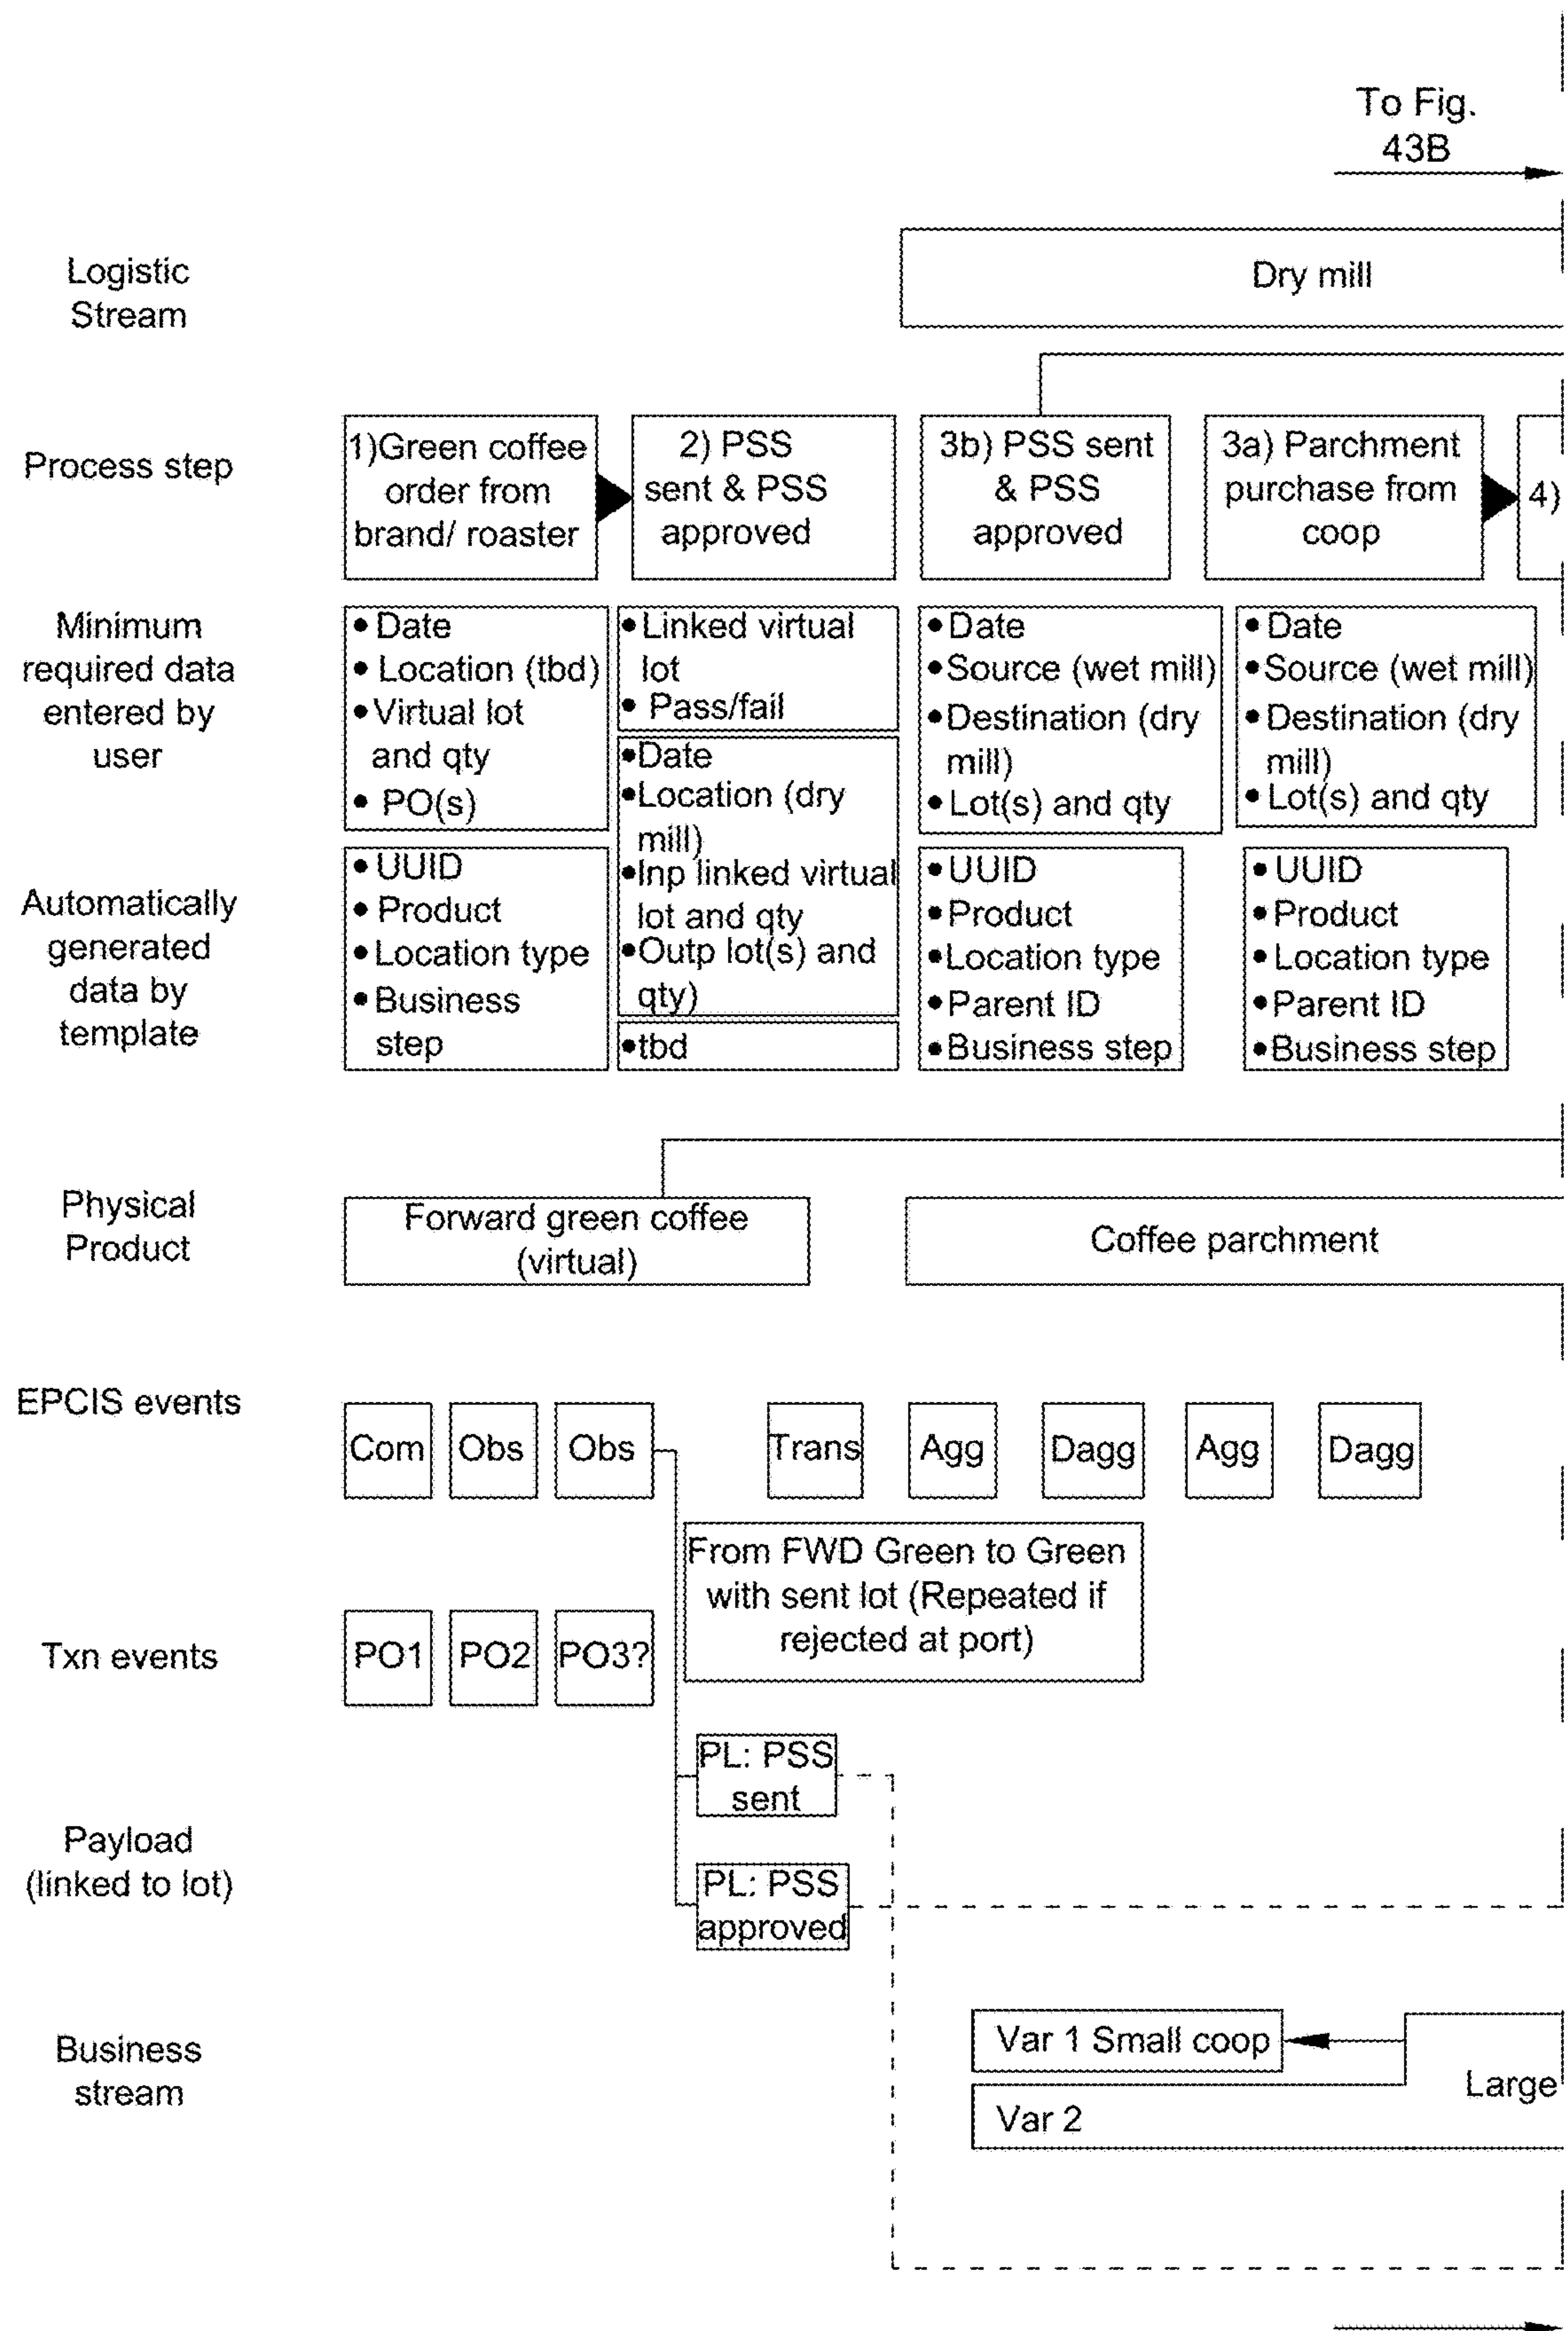 To Fig.
43B
Logistic
Stream
Dry mill
Process step
1)Green coffee
order from
brand/ roaster
2) PSS
sent & PSS
approved
3b) PSS sent
& PSS
approved
3a) Parchment
purchase from
coop
4)
Minimum
required data
entered by
user
• Date
• Location (tbd)
• Virtual lot
and qty
• PO(s)
• Linked virtual
lot
• Pass/fail
• Date
• Location (dry
mill)
• Inp linked virtual
lot and qty
• Outp lot(s) and
qty)
• tbd
• Date
• Source (wet mill)
• Destination (dry
mill)
• Lot(s) and qty
• Date
• Source (wet mill)
• Destination (dry
mill)
• Lot(s) and qty
Automatically
generated
data by
template
• UUID
• Product
• Location type
• Business
step
• UUID
• Product
• Location type
• Parent ID
• Business step
• UUID
• Product
• Location type
• Parent ID
• Business step
Physical
Product
Forward green coffee
(virtual)
Coffee parchment
EPCIS events
Com
Obs
Obs
Trans
Agg
Dagg
Agg
Dagg
From FWD Green to Green
with sent lot (Repeated if
rejected at port)
Txn events
PO1
PO2
PO3?
PL: PSS
sent
Payload
(linked to lot)
PL: PSS
approved
Business
stream
Var 1 Small coop
Large
Var 2